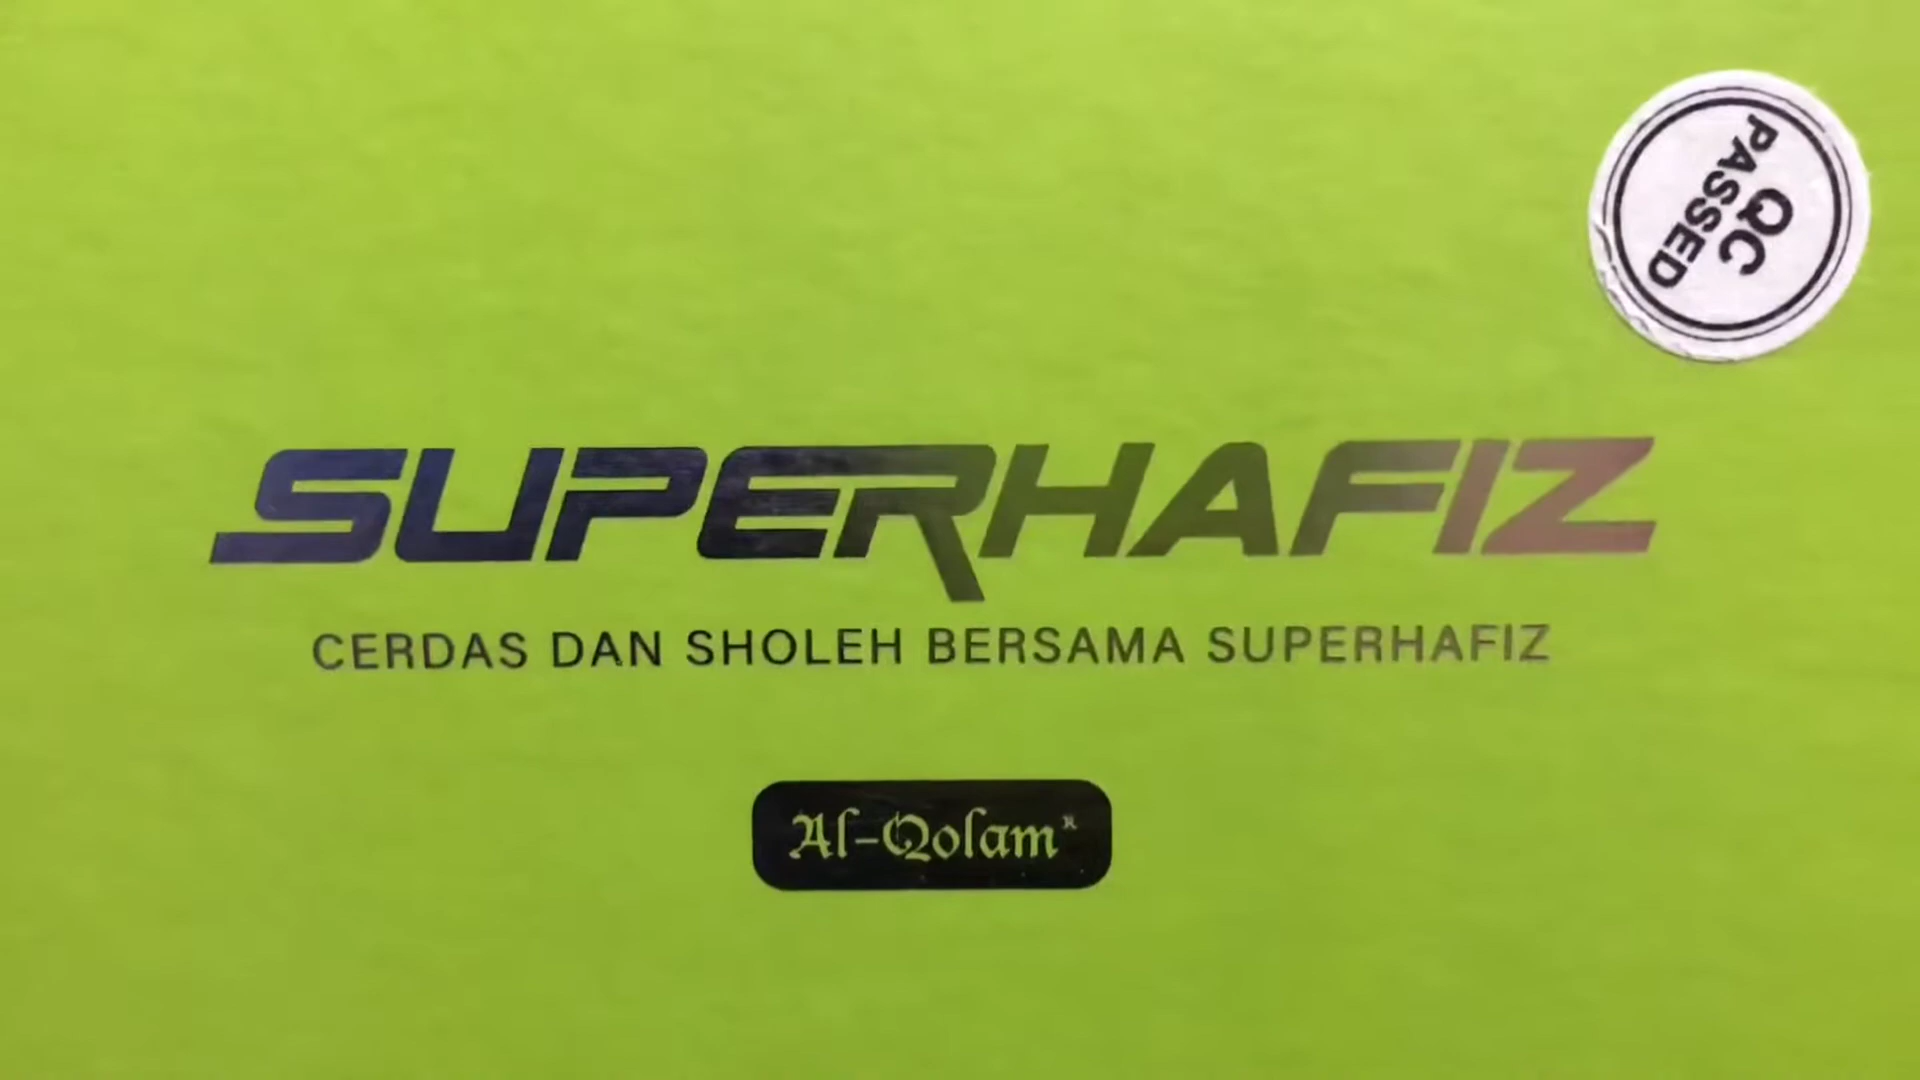 QC
PASSED
SUPERHAFIZ
CERDAS DAN SHOLEH BERSAMA SUPERHAFIZ
Al-Qolam®